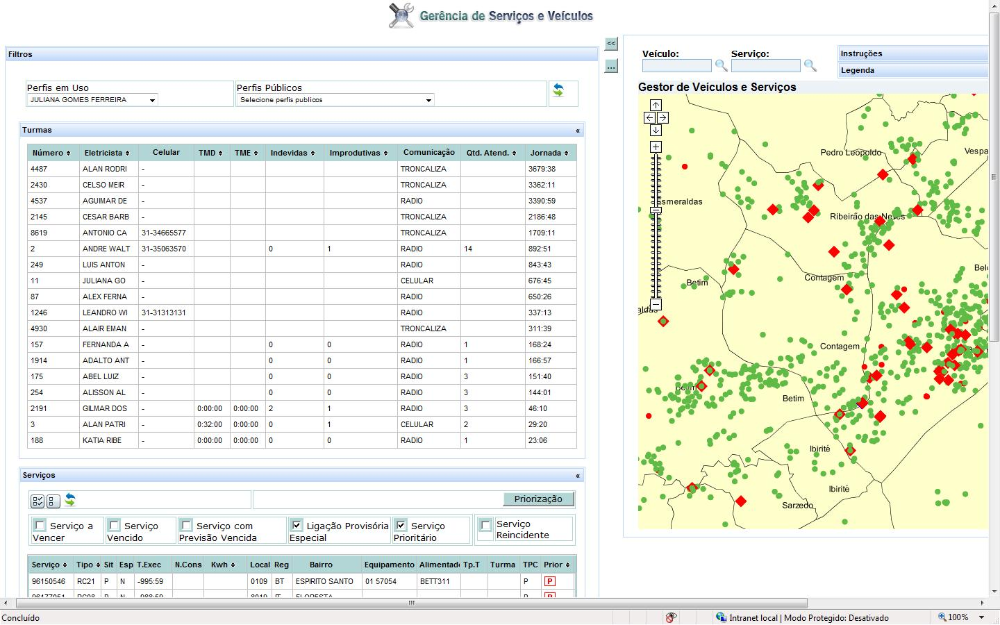 Gerência de Serviços e Veículos
Filtros
Perfis em Uso
JULIANA GOMES FERREIRA
Perfis Públicos
Selecione perfis publicos
Turmas «
Número Eletricista Celular TMD TME Indevidas Improdutivas Comunicação Qtd. Atend. Jornada
4487 ALAN RODRI - TRONCALIZA 3679:38
2430 CELSO MEIR - TRONCALIZA 3362:11
4537 AGUIMAR DE - RADIO 3390:59
2145 CESAR BARB - TRONCALIZA 2186:48
8619 ANTONIO CA 31-34665577 TRONCALIZA 1709:11
2 ANDRE WALT 31-35063570 0 1 RADIO 14 892:51
249 LUIS ANTON - RADIO 843:43
11 JULIANA GO - CELULAR 676:45
87 ALEX FERNA - RADIO 650:26
1246 LEANDRO WI 31-31313131 RADIO 337:13
4930 ALAIR EMAN - TRONCALIZA 311:39
157 FERNANDA A - 0 0 RADIO 1 168:24
1914 ADALTO ANT - 0 0 RADIO 1 166:57
175 ABEL LUIZ - 0 0 RADIO 3 151:40
254 ALISSON AL - 0 0 RADIO 3 144:01
2191 GILMAR DOS - 0:00:00 0:00:00 2 1 RADIO 3 46:10
3 ALAN PATRI - 0:32:00 0:00:00 0 1 CELULAR 2 29:20
188 KATIA RIBE - 0:00:00 0:00:00 0 0 RADIO 1 23:06
Serviços «
Priorização
Serviço a Vencer
Serviço Vencido
Serviço com Previsão Vencida
Ligação Provisória Especial
Serviço Prioritário
Serviço Reincidente
Serviço Tipo Sit Esp T.Exec N.Cons Kwh Local Reg Bairro Equipamento Alimentado Tp.T Turma TPC Prior
96150546 RC21 P N -995:59 0109 BT ESPIRITO SANTO 01 57054 BETT311 P P
<<
...
Veículo:
Serviço:
Instruções
Legenda
Gestor de Veículos e Serviços
Pedro Leopoldo
Vespa
Esmeraldas
Ribeirão das Neves
Belo
Contagem
Betim
aldas
Contagem
Betim
Betim
Ibirité
Ibirité
Sarzedo
Concluído
Intranet local | Modo Protegido: Desativado
100%